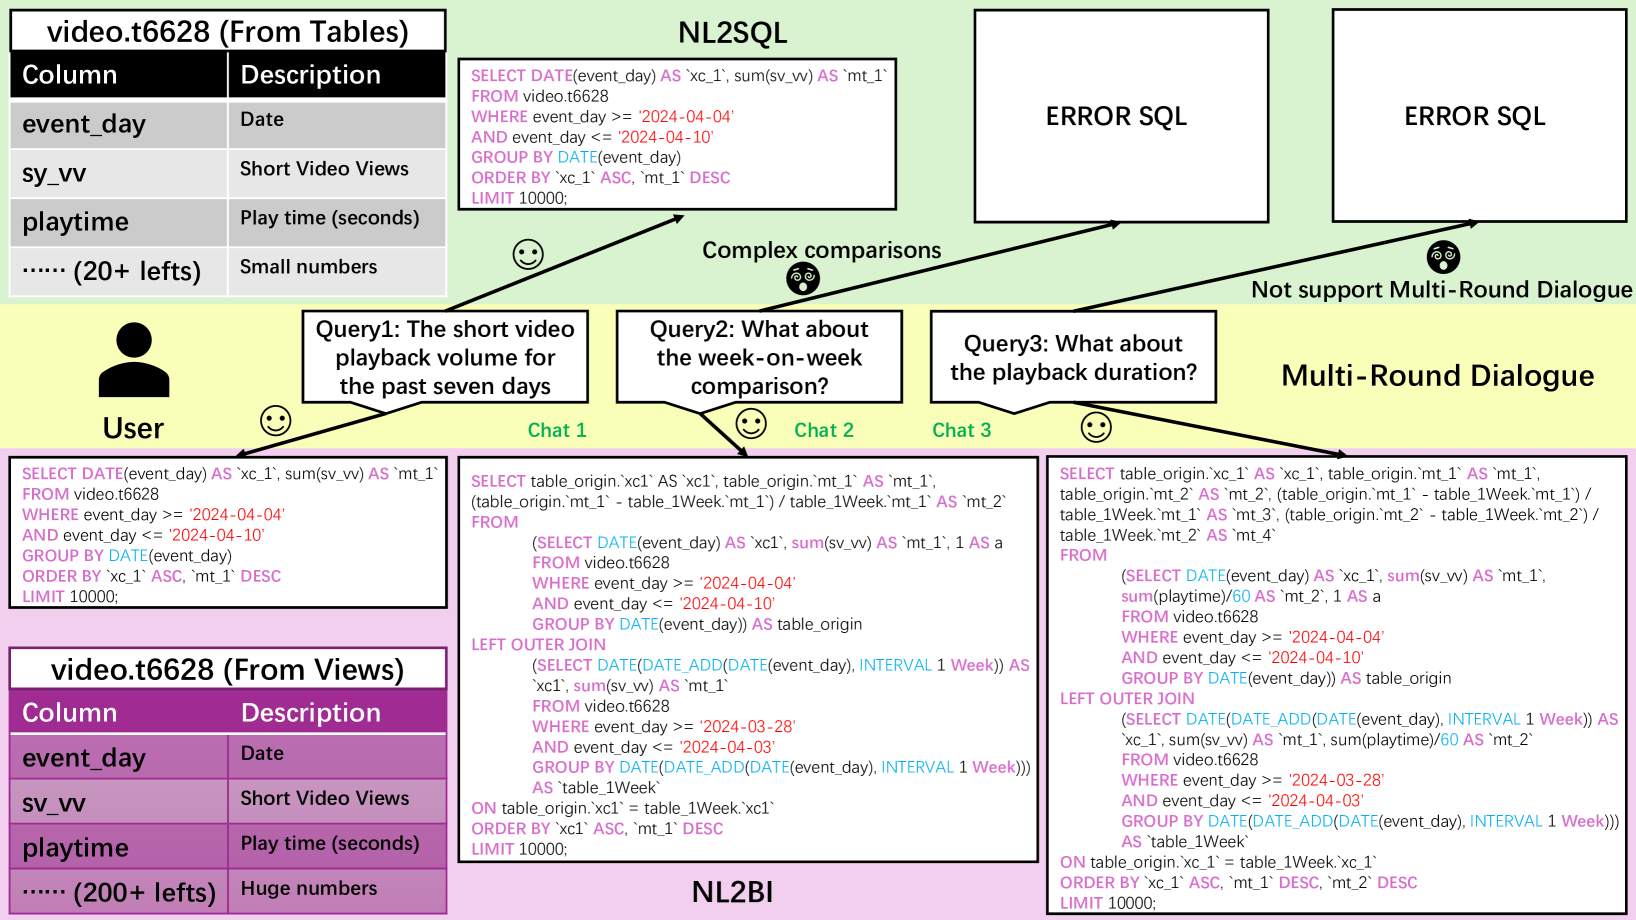 video.t6628 (From Tables)
Column Description
event_day Date
sy_vv Short Video Views
playtime Play time (seconds)
…… (20+ lefts) Small numbers
NL2SQL
SELECT DATE(event_day) AS `xc_1`, sum(sv_vv) AS `mt_1`
FROM video.t6628
WHERE event_day >= '2024-04-04'
AND event_day <= '2024-04-10'
GROUP BY DATE(event_day)
ORDER BY `xc_1` ASC, `mt_1` DESC
LIMIT 10000;
ERROR SQL
ERROR SQL
Complex comparisons
Not support Multi-Round Dialogue
User
Query1: The short video
playback volume for
the past seven days
Query2: What about
the week-on-week
comparison?
Query3: What about
the playback duration?
Multi-Round Dialogue
Chat 1
Chat 2
Chat 3
SELECT DATE(event_day) AS `xc_1`, sum(sv_vv) AS `mt_1`
FROM video.t6628
WHERE event_day >= '2024-04-04'
AND event_day <= '2024-04-10'
GROUP BY DATE(event_day)
ORDER BY `xc_1` ASC, `mt_1` DESC
LIMIT 10000;
video.t6628 (From Views)
Column Description
event_day Date
sv_vv Short Video Views
playtime Play time (seconds)
…… (200+ lefts) Huge numbers
SELECT table_origin.`xc1` AS `xc1`, table_origin.`mt_1` AS `mt_1`,
(table_origin.`mt_1` - table_1Week.`mt_1`) / table_1Week.`mt_1` AS `mt_2`
FROM
(SELECT DATE(event_day) AS `xc1`, sum(sv_vv) AS `mt_1`, 1 AS a
FROM video.t6628
WHERE event_day >= '2024-04-04'
AND event_day <= '2024-04-10'
GROUP BY DATE(event_day)) AS table_origin
LEFT OUTER JOIN
(SELECT DATE(DATE_ADD(DATE(event_day), INTERVAL 1 Week)) AS
`xc1`, sum(sv_vv) AS `mt_1`
FROM video.t6628
WHERE event_day >= '2024-03-28'
AND event_day <= '2024-04-03'
GROUP BY DATE(DATE_ADD(DATE(event_day), INTERVAL 1 Week)))
AS `table_1Week`
ON table_origin.`xc1` = table_1Week.`xc1`
ORDER BY `xc1` ASC, `mt_1` DESC
LIMIT 10000;
NL2BI
SELECT table_origin.`xc_1` AS `xc_1`, table_origin.`mt_1` AS `mt_1`,
table_origin.`mt_2` AS `mt_2`, (table_origin.`mt_1` - table_1Week.`mt_1`) /
table_1Week.`mt_1` AS `mt_3`, (table_origin.`mt_2` - table_1Week.`mt_2`) /
table_1Week.`mt_2` AS `mt_4`
FROM
(SELECT DATE(event_day) AS `xc_1`, sum(sv_vv) AS `mt_1`,
sum(playtime)/60 AS `mt_2`, 1 AS a
FROM video.t6628
WHERE event_day >= '2024-04-04'
AND event_day <= '2024-04-10'
GROUP BY DATE(event_day)) AS table_origin
LEFT OUTER JOIN
(SELECT DATE(DATE_ADD(DATE(event_day), INTERVAL 1 Week)) AS
`xc_1`, sum(sv_vv) AS `mt_1`, sum(playtime)/60 AS `mt_2`
FROM video.t6628
WHERE event_day >= '2024-03-28'
AND event_day <= '2024-04-03'
GROUP BY DATE(DATE_ADD(DATE(event_day), INTERVAL 1 Week)))
AS `table_1Week`
ON table_origin.`xc_1` = table_1Week.`xc_1`
ORDER BY `xc_1` ASC, `mt_1` DESC, `mt_2` DESC
LIMIT 10000;